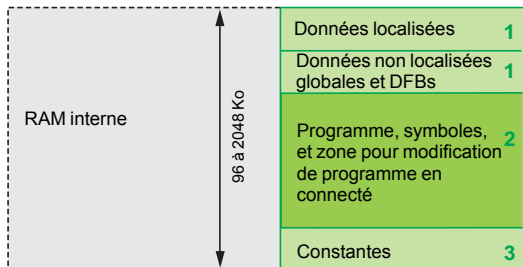 RAM interne
96 à 2048 Ko
Données localisées 1
Données non localisées 1
globales et DFBs
Programme, symboles, 2
et zone pour modification
de programme en
connecté
Constantes 3